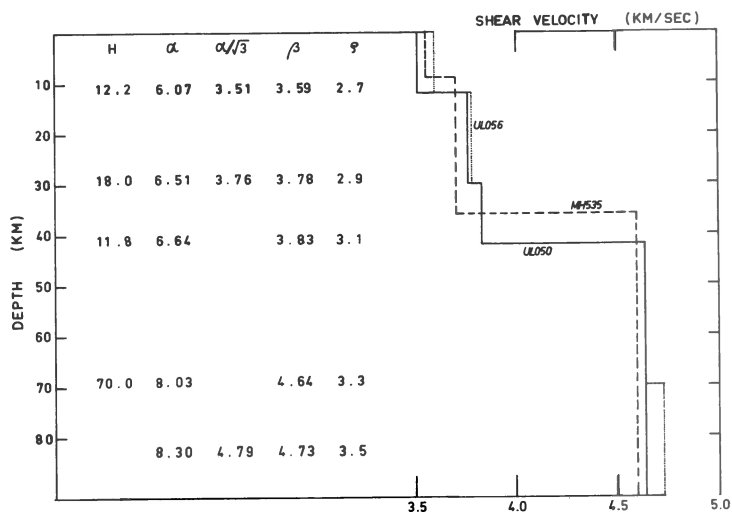 SHEAR VELOCITY (KM/SEC)
H α α/√3 β ρ
10 12.2 6.07 3.51 3.59 2.7
20
UL056
30 18.0 6.51 3.76 3.78 2.9
MH535
40 11.8 6.64 3.83 3.1
UL050
50
60
70 70.0 8.03 4.64 3.3
80
8.30 4.79 4.73 3.5
DEPTH (KM)
3.5 4.0 4.5 5.0